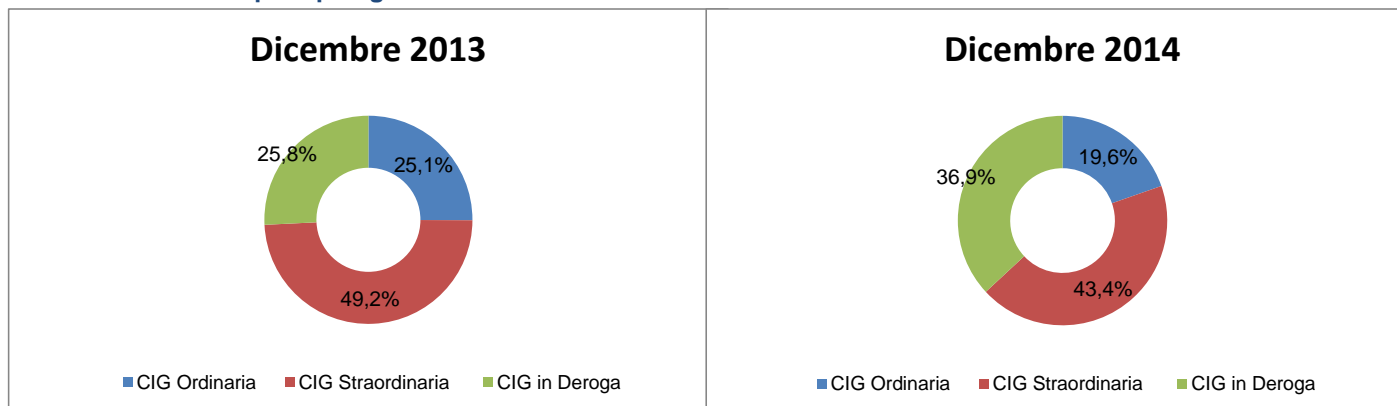 Dicembre 2013
25,8%
25,1%
49,2%
CIG Ordinaria CIG Straordinaria CIG in Deroga
Dicembre 2014
19,6%
36,9%
43,4%
CIG Ordinaria CIG Straordinaria CIG in Deroga